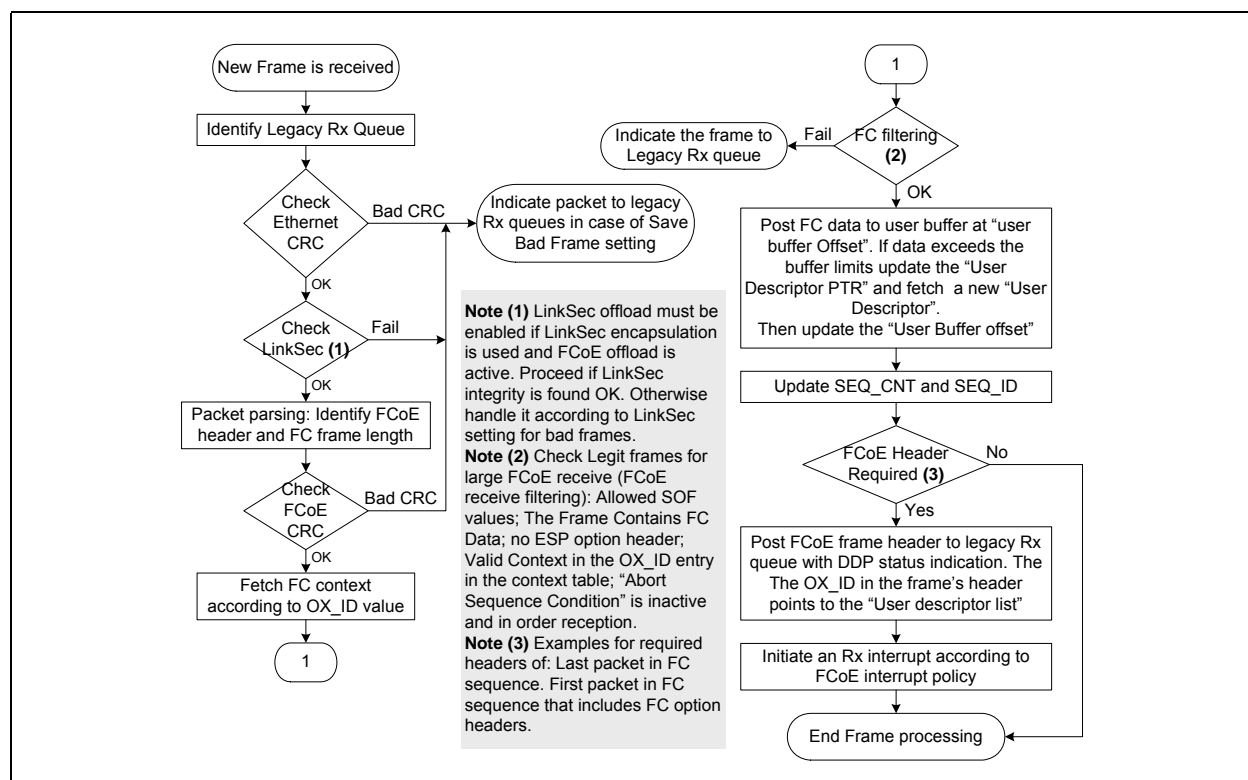 New Frame is received
Identify Legacy Rx Queue
Check
Ethernet
CRC
Bad CRC
Indicate packet to legacy
Rx queues in case of Save
Bad Frame setting
OK
Check
LinkSec (1)
Fail
OK
Packet parsing: Identify FCoE
header and FC frame length
Check
FCoE
CRC
Bad CRC
OK
Fetch FC context
according to OX_ID value
1
Note (1) LinkSec offload must be
enabled if LinkSec encapsulation
is used and FCoE offload is
active. Proceed if LinkSec
integrity is found OK. Otherwise
handle it according to LinkSec
setting for bad frames.
Note (2) Check Legit frames for
large FCoE receive (FCoE
receive filtering): Allowed SOF
values; The Frame Contains FC
Data; no ESP option header;
Valid Context in the OX_ID entry
in the context table; “Abort
Sequence Condition” is inactive
and in order reception.
Note (3) Examples for required
headers of: Last packet in FC
sequence. First packet in FC
sequence that includes FC option
headers.
1
FC filtering
(2)
Fail
Indicate the frame to
Legacy Rx queue
OK
Post FC data to user buffer at “user
buffer Offset”. If data exceeds the
buffer limits update the “User
Descriptor PTR” and fetch a new “User
Descriptor”.
Then update the “User Buffer offset”
Update SEQ_CNT and SEQ_ID
FCoE Header
Required (3)
No
Yes
Post FCoE frame header to legacy Rx
queue with DDP status indication. The
The OX_ID in the frame’s header
points to the “User descriptor list”
Initiate an Rx interrupt according to
FCoE interrupt policy
End Frame processing